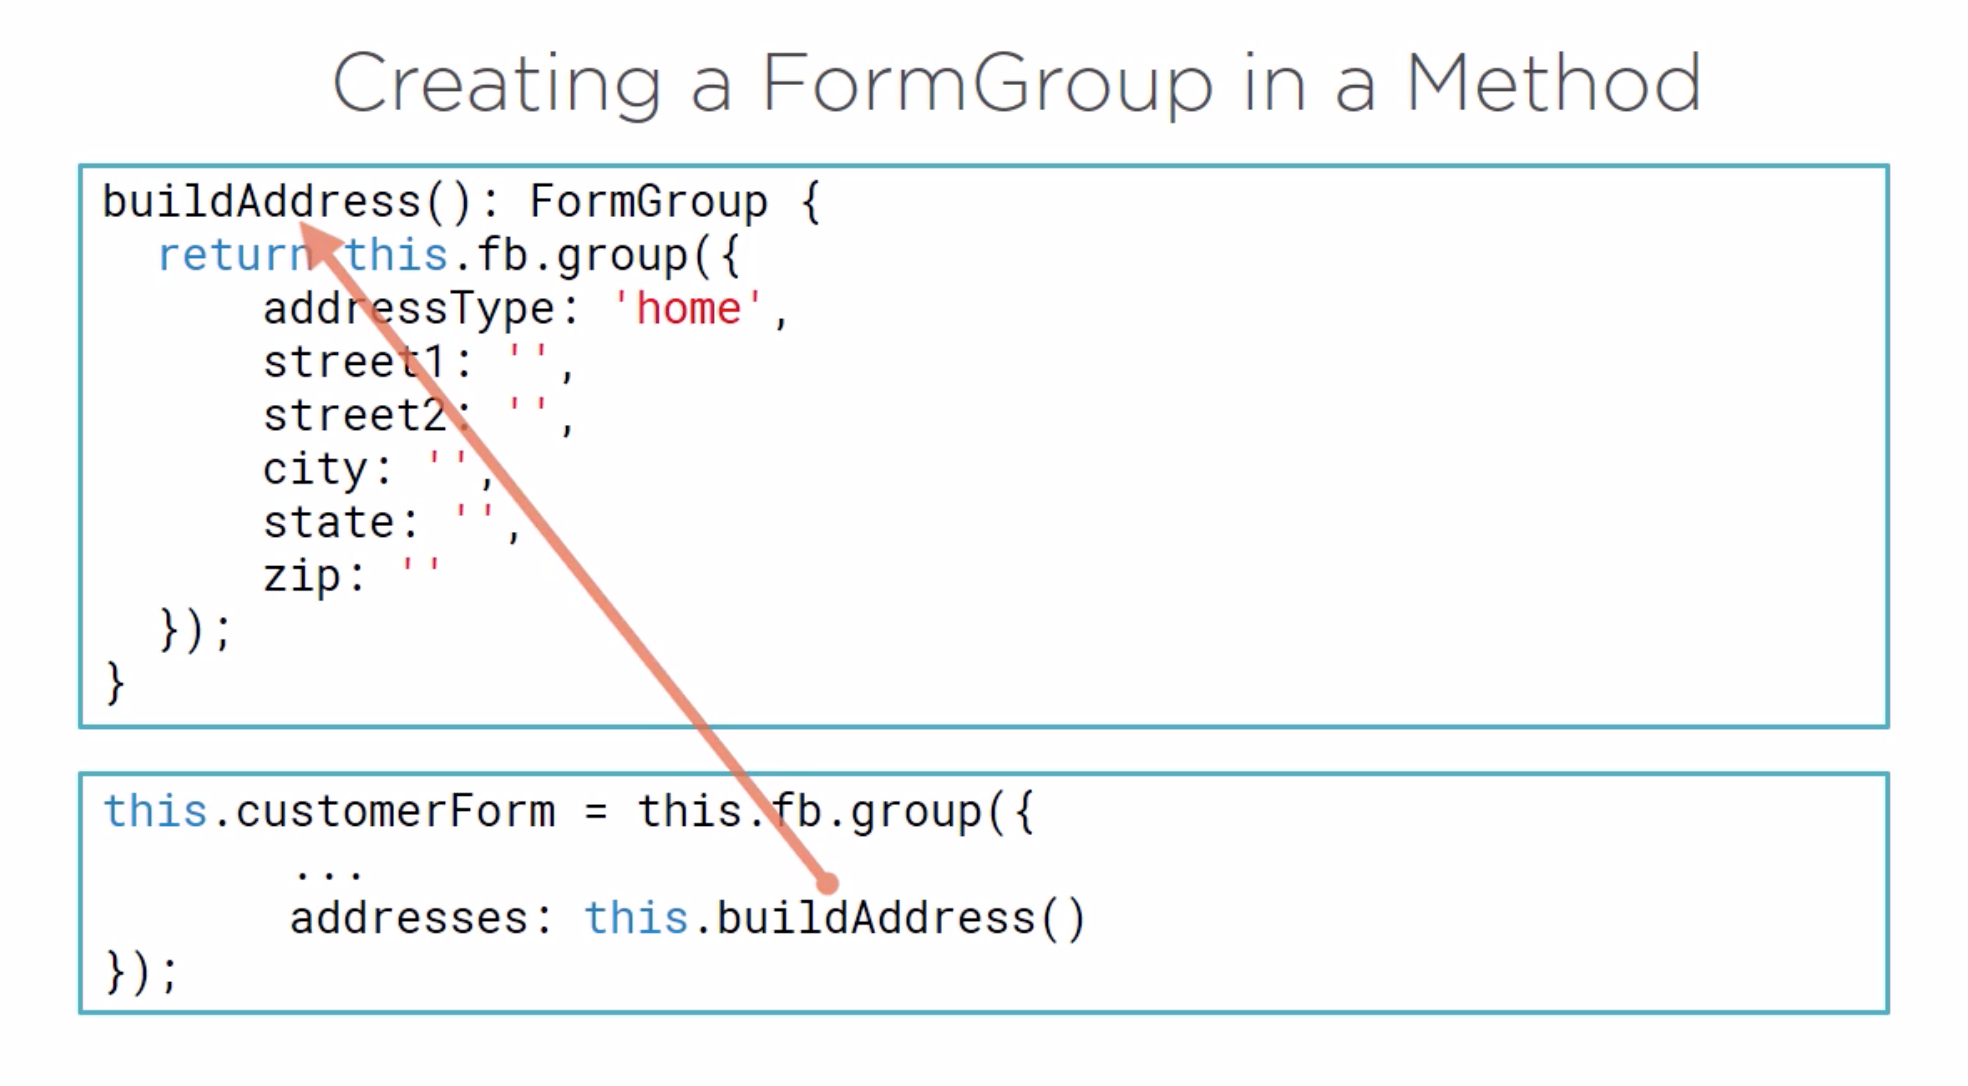 Creating a FormGroup in a Method
buildAddress(): FormGroup {
return this.fb.group({
addressType: 'home',
street1: '',
street2: '',
city: '',
state: '',
zip: ''
});
}
this.customerForm = this.fb.group({
...
addresses: this.buildAddress()
});